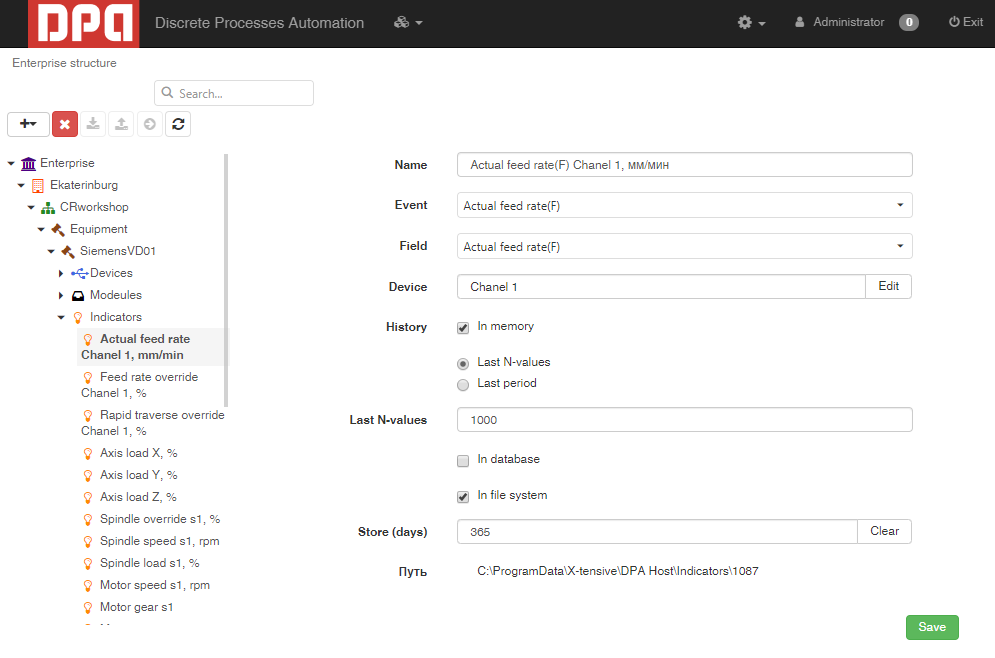 DPA Discrete Processes Automation Administrator 0 Exit
Enterprise structure
Search...
Enterprise
Ekaterinburg
CRworkshop
Equipment
SiemensVD01
Devices
Modeules
Indicators
Actual feed rate
Chanel 1, mm/min
Feed rate override
Chanel 1, %
Rapid traverse override
Chanel 1, %
Axis load X, %
Axis load Y, %
Axis load Z, %
Spindle override s1, %
Spindle speed s1, rpm
Spindle load s1, %
Motor speed s1, rpm
Motor gear s1
Name Actual feed rate(F) Chanel 1, мм/мин
Event Actual feed rate(F)
Field Actual feed rate(F)
Device Chanel 1 Edit
History In memory
Last N-values
Last period
Last N-values 1000
In database
In file system
Store (days) 365 Clear
Путь C:\ProgramData\X-tensive\DPA Host\Indicators\1087
Save